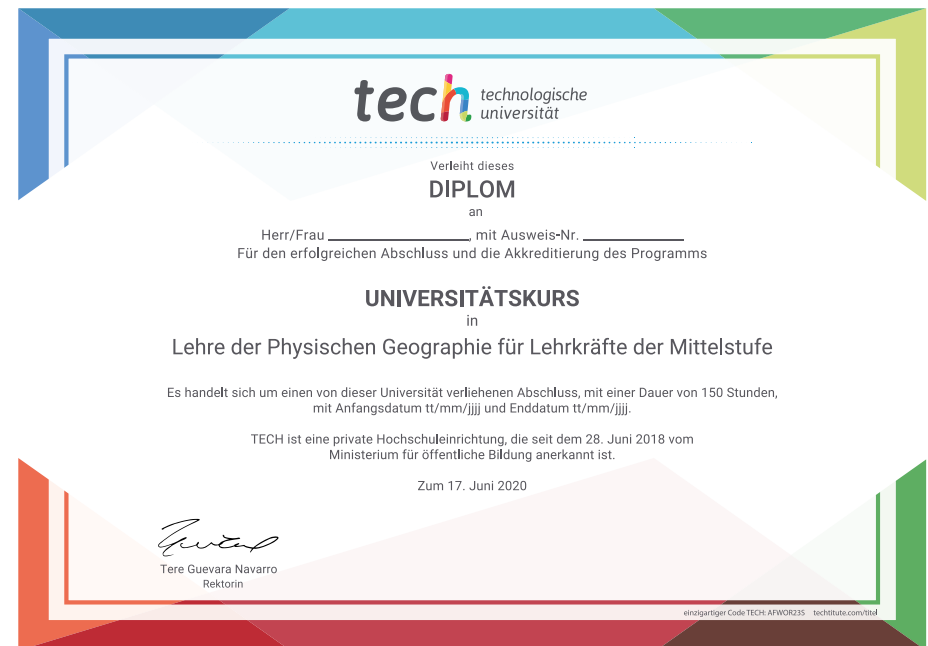 tech technologische
universität
Verleiht dieses
DIPLOM
an
Herr/Frau ____________________, mit Ausweis-Nr. ______________
Für den erfolgreichen Abschluss und die Akkreditierung des Programms
UNIVERSITÄTSKURS
in
Lehre der Physischen Geographie für Lehrkräfte der Mittelstufe
Es handelt sich um einen von dieser Universität verliehenen Abschluss, mit einer Dauer von 150 Stunden,
mit Anfangsdatum tt/mm/jjjj und Enddatum tt/mm/jjjj.
TECH ist eine private Hochschuleinrichtung, die seit dem 28. Juni 2018 vom
Ministerium für öffentliche Bildung anerkannt ist.
Zum 17. Juni 2020
Tere Guevara Navarro
Rektorin
einzigartiger Code TECH: AFWOR23S techtitute.com/titel